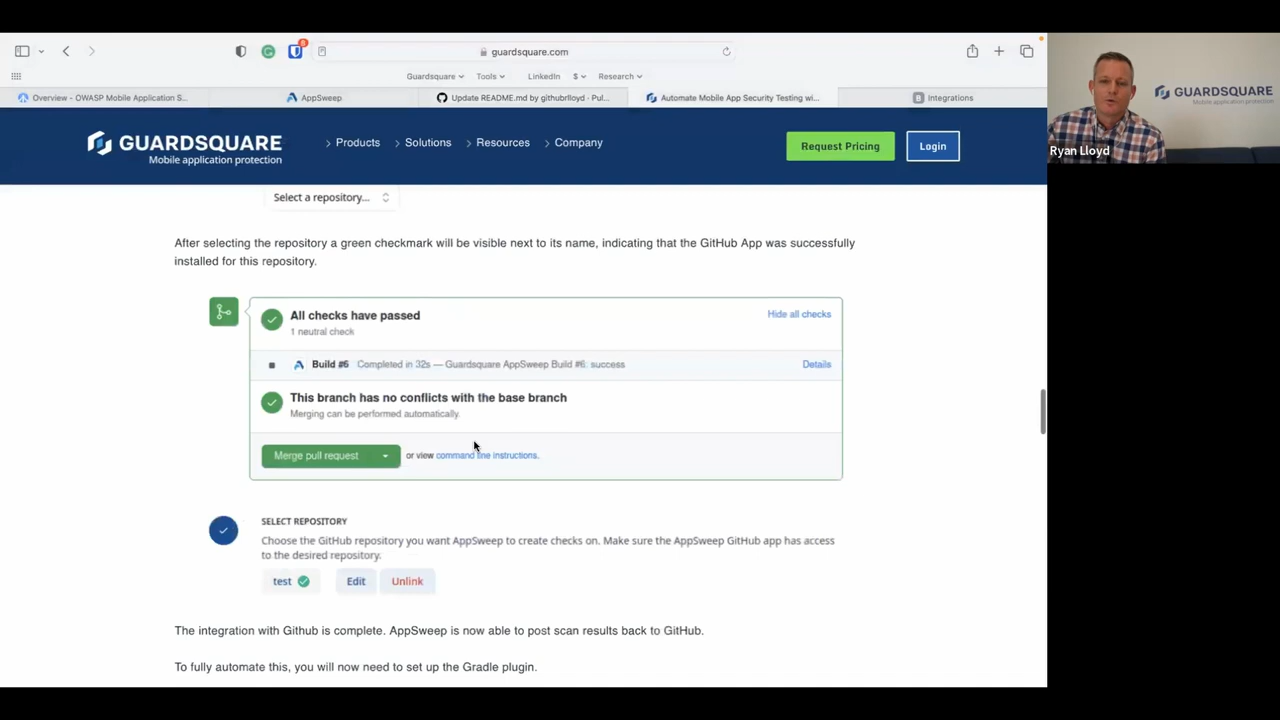 8
guardsquare.com
Guardsquare
Tools
LinkedIn
$
Research
Overview - OWASP Mobile Application S...
AppSweep
Update README.md by githubrlloyd · Pul...
Automate Mobile App Security Testing wi...
B Integrations
GUARDSQUARE
Mobile application protection
Products
Solutions
Resources
Company
Request Pricing
Login
Select a repository...
After selecting the repository a green checkmark will be visible next to its name, indicating that the GitHub App was successfully
installed for this repository.
All checks have passed
1 neutral check
Hide all checks
Build #6 Completed in 32s — Guardsquare AppSweep Build #6: success
Details
This branch has no conflicts with the base branch
Merging can be performed automatically.
Merge pull request
or view command line instructions.
SELECT REPOSITORY
Choose the GitHub repository you want AppSweep to create checks on. Make sure the AppSweep GitHub app has access
to the desired repository.
test
Edit
Unlink
The integration with Github is complete. AppSweep is now able to post scan results back to GitHub.
To fully automate this, you will now need to set up the Gradle plugin.
GUARDSQUARE
Mobile application protection
Ryan Lloyd